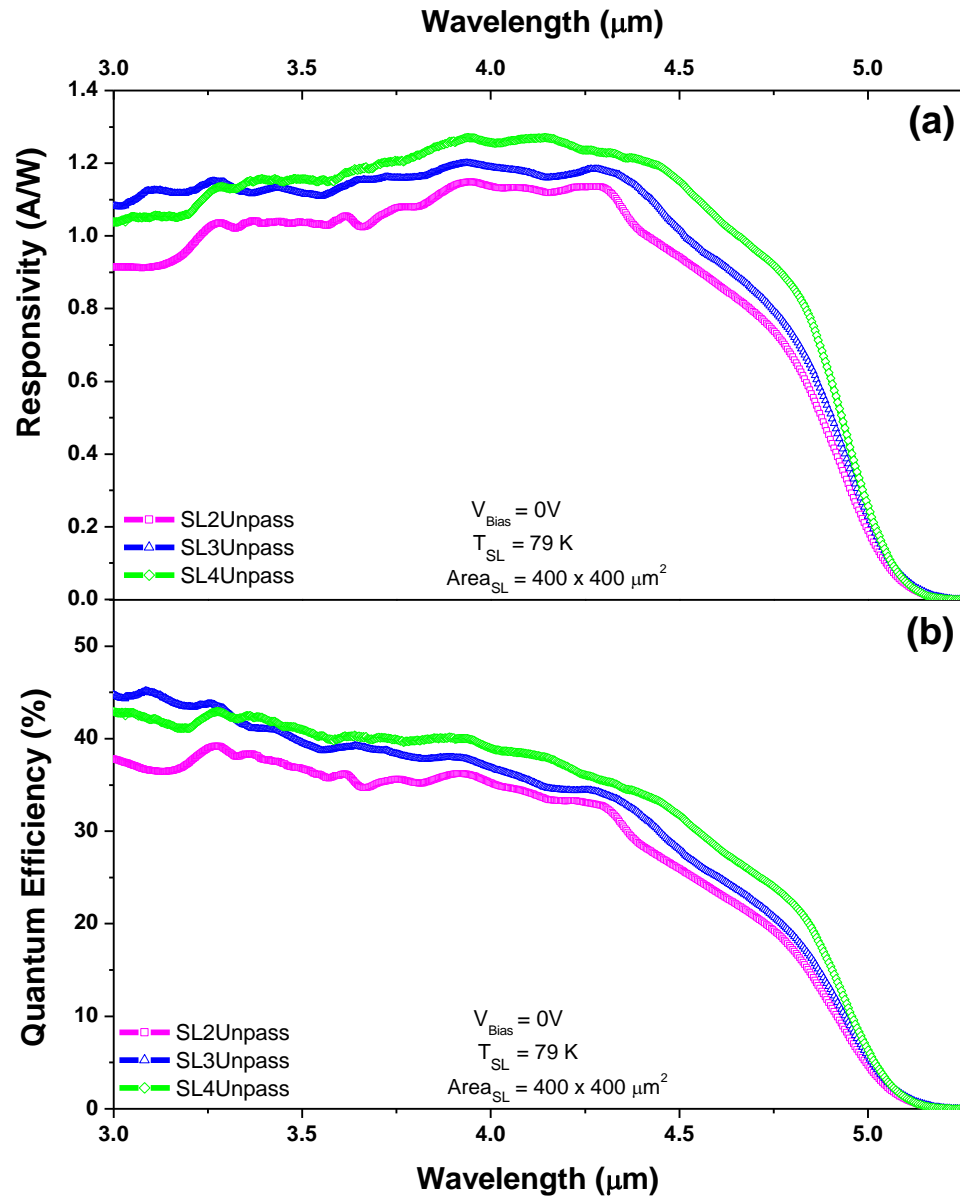 Wavelength (μm)
3.0 3.5 4.0 4.5 5.0
(a)
Responsivity (A/W)
1.4
1.2
1.0
0.8
0.6
0.4
0.2
0.0
SL2Unpass
SL3Unpass
SL4Unpass
V_Bias = 0V
T_SL = 79 K
Area_SL = 400 x 400 μm²
(b)
Quantum Efficiency (%)
50
40
30
20
10
0
SL2Unpass
SL3Unpass
SL4Unpass
V_Bias = 0V
T_SL = 79 K
Area_SL = 400 x 400 μm²
3.0 3.5 4.0 4.5 5.0
Wavelength (μm)